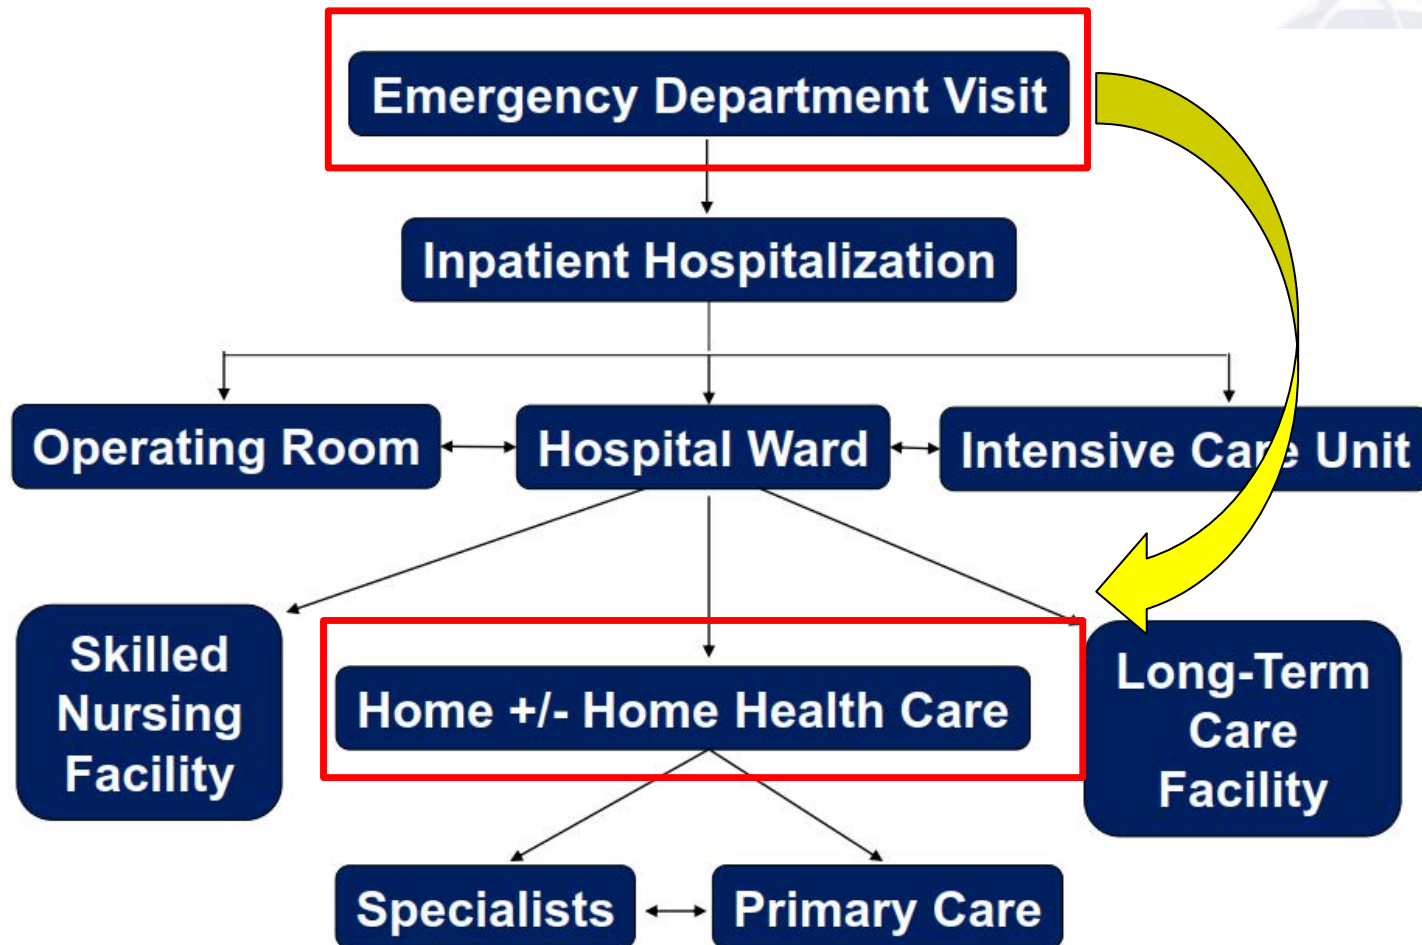 Emergency Department Visit
Inpatient Hospitalization
Operating Room
Hospital Ward
Intensive Care Unit
Skilled
Nursing
Facility
Home +/- Home Health Care
Long-Term
Care
Facility
Specialists
Primary Care